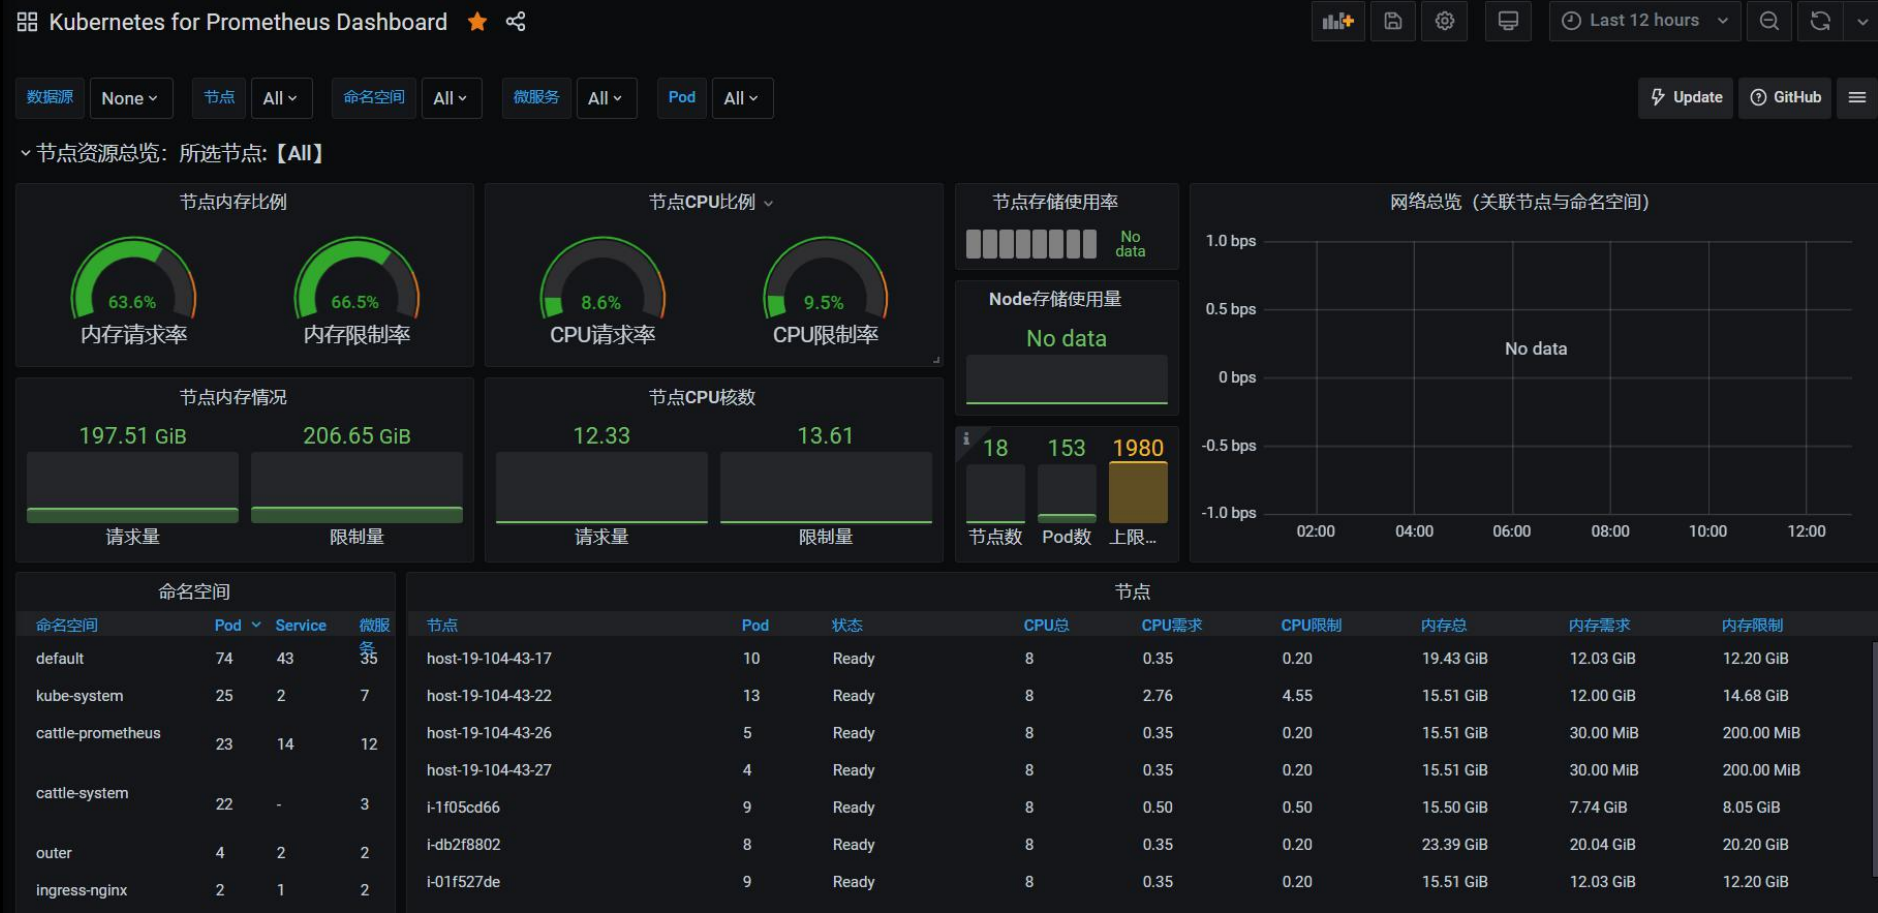 Kubernetes for Prometheus Dashboard
Last 12 hours
数据源 None 节点 All 命名空间 All 微服务 All Pod All
Update GitHub
节点资源总览：所选节点:【All】
节点内存比例
63.6%
内存请求率
66.5%
内存限制率
节点CPU比例
8.6%
CPU请求率
9.5%
CPU限制率
节点存储使用率
No
data
Node存储使用量
No data
网络总览（关联节点与命名空间）
1.0 bps
0.5 bps
0 bps
-0.5 bps
-1.0 bps
No data
02:00 04:00 06:00 08:00 10:00 12:00
节点内存情况
197.51 GiB
请求量
206.65 GiB
限制量
节点CPU核数
12.33
请求量
13.61
限制量
18 153 1980
节点数 Pod数 上限...
命名空间
命名空间 Pod Service 微服
务
default 74 43 35
kube-system 25 2 7
cattle-prometheus 23 14 12
cattle-system 22 - 3
outer 4 2 2
ingress-nginx 2 1 2
节点
节点 Pod 状态 CPU总 CPU需求 CPU限制 内存总 内存需求 内存限制
host-19-104-43-17 10 Ready 8 0.35 0.20 19.43 GiB 12.03 GiB 12.20 GiB
host-19-104-43-22 13 Ready 8 2.76 4.55 15.51 GiB 12.00 GiB 14.68 GiB
host-19-104-43-26 5 Ready 8 0.35 0.20 15.51 GiB 30.00 MiB 200.00 MiB
host-19-104-43-27 4 Ready 8 0.35 0.20 15.51 GiB 30.00 MiB 200.00 MiB
i-1f05cd66 9 Ready 8 0.50 0.50 15.50 GiB 7.74 GiB 8.05 GiB
i-db2f8802 8 Ready 8 0.35 0.20 23.39 GiB 20.04 GiB 20.20 GiB
i-01f527de 9 Ready 8 0.35 0.20 15.51 GiB 12.03 GiB 12.20 GiB